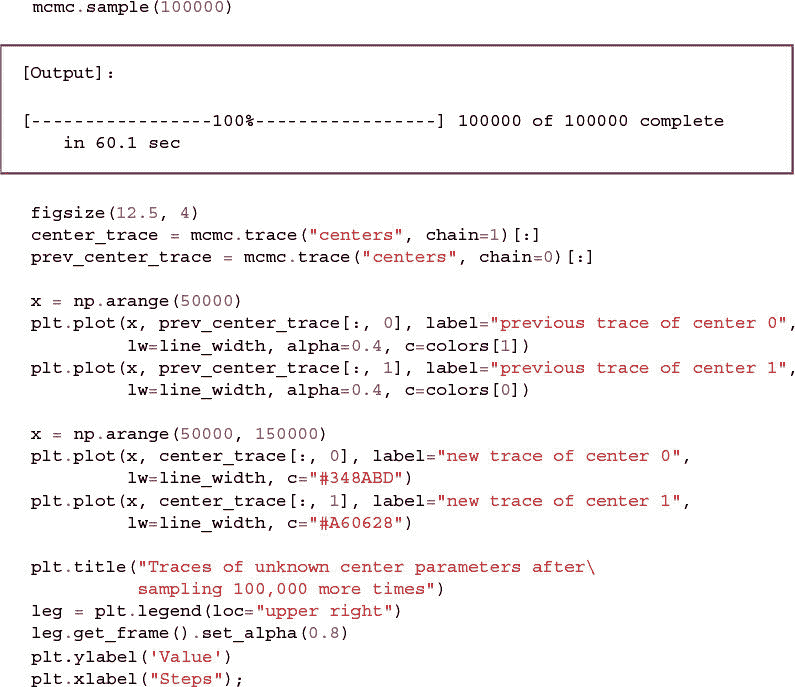 mcmc.sample(100000)
[Output]:
[-----------------100%-----------------] 100000 of 100000 complete
in 60.1 sec
figsize(12.5, 4)
center_trace = mcmc.trace("centers", chain=1)[:]
prev_center_trace = mcmc.trace("centers", chain=0)[:]
x = np.arange(50000)
plt.plot(x, prev_center_trace[:, 0], label="previous trace of center 0",
lw=line_width, alpha=0.4, c=colors[1])
plt.plot(x, prev_center_trace[:, 1], label="previous trace of center 1",
lw=line_width, alpha=0.4, c=colors[0])
x = np.arange(50000, 150000)
plt.plot(x, center_trace[:, 0], label="new trace of center 0",
lw=line_width, c="#348ABD")
plt.plot(x, center_trace[:, 1], label="new trace of center 1",
lw=line_width, c="#A60628")
plt.title("Traces of unknown center parameters after\
sampling 100,000 more times")
leg = plt.legend(loc="upper right")
leg.get_frame().set_alpha(0.8)
plt.ylabel('Value')
plt.xlabel("Steps");